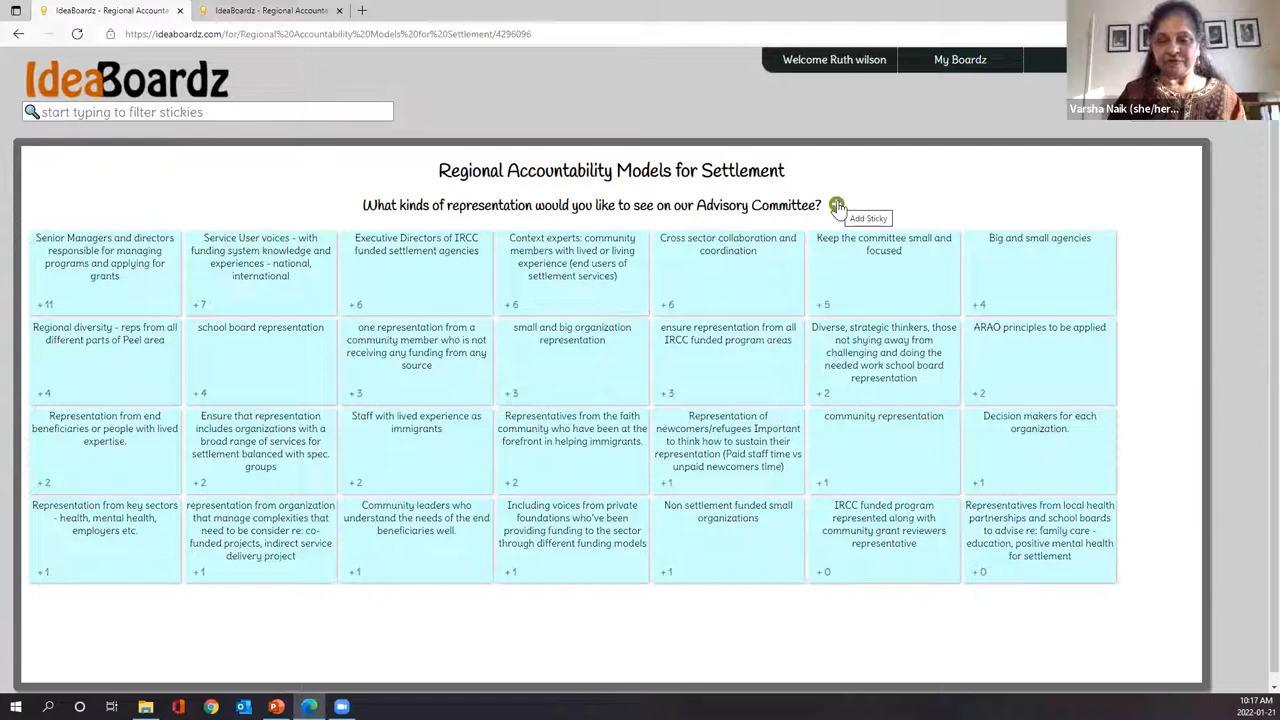 IdeaBoardz - Regional Accounta
IdeaBoardz - Regional Accounta
https://ideaboardz.com/for/Regional%20Accountability%20Models%20for%20Settlement/4296096
IdeaBoardz
Welcome Ruth wilson
My Boardz
start typing to filter stickies
Varsha Naik (she/her...
Regional Accountability Models for Settlement
What kinds of representation would you like to see on our Advisory Committee?
Add Sticky
Senior Managers and directors
responsible for managing
programs and applying for
grants
+11
Service User voices - with
funding system knowledge and
experiences - national,
international
+7
Executive Directors of IRCC
funded settlement agencies
+6
Context experts: community
members with lived or living
experience (end users of
settlement services)
+6
Cross sector collaboration and
coordination
+6
Keep the committee small and
focused
+5
Big and small agencies
+4
Regional diversity - reps from all
different parts of Peel area
+4
school board representation
+4
one representation from a
community member who is not
receiving any funding from any
source
+3
small and big organization
representation
+3
ensure representation from all
IRCC funded program areas
+3
Diverse, strategic thinkers, those
not shying away from
challenging and doing the
needed work school board
representation
+2
ARAO principles to be applied
+2
Representation from end
beneficiaries or people with lived
expertise.
+2
Ensure that representation
includes organizations with a
broad range of services for
settlement balanced with spec.
groups
+2
Staff with lived experience as
immigrants
+2
Representatives from the faith
community who have been at the
forefront in helping immigrants.
+2
Representation of
newcomers/refugees Important
to think how to sustain their
representation (Paid staff time vs
unpaid newcomers time)
+1
community representation
+1
Decision makers for each
organization.
+1
Representation from key sectors
- health, mental health,
employers etc.
+1
representation from organization
that manage complexities that
need to be consider re: co-
funded projects, indirect service
delivery project
+1
Community leaders who
understand the needs of the end
beneficiaries well.
+1
Including voices from private
foundations who've been
providing funding to the sector
through different funding models
+1
Non settlement funded small
organizations
+1
IRCC funded program
represented along with
community grant reviewers
representative
+0
Representatives from local health
partnerships and school boards
to advise re: family care -
education, positive mental health
for settlement
+0
10:17 AM
2022-01-21